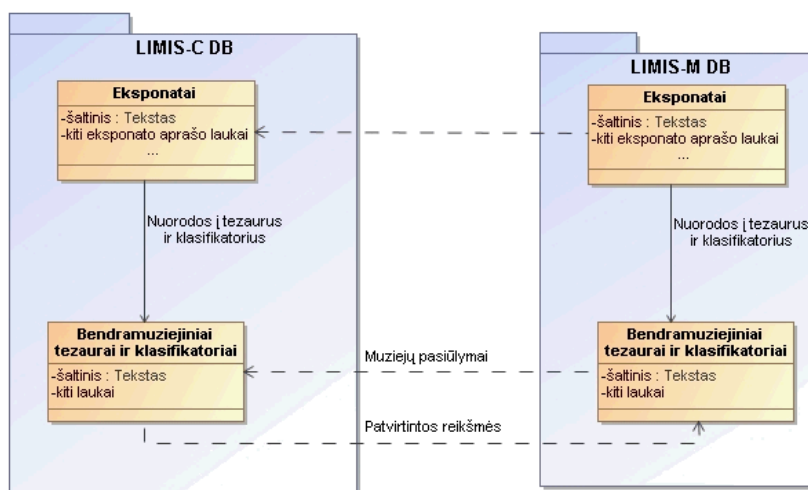 LIMIS-C DB
Eksponatai
-šaltinis : Tekstas
-kiti eksponato aprašo laukai
...
Nuorodos į tezaurus
ir klasifikatorius
Bendramuziejiniai
tezaurai ir klasifikatoriai
-šaltinis : Tekstas
-kiti laukai
Muziejų pasiūlymai
Patvirtintos reikšmės
LIMIS-M DB
Eksponatai
-šaltinis : Tekstas
-kiti eksponato aprašo laukai
...
Nuorodos į tezaurus
ir klasifikatorius
Bendramuziejiniai
tezaurai ir klasifikatoriai
-šaltinis : Tekstas
-kiti laukai